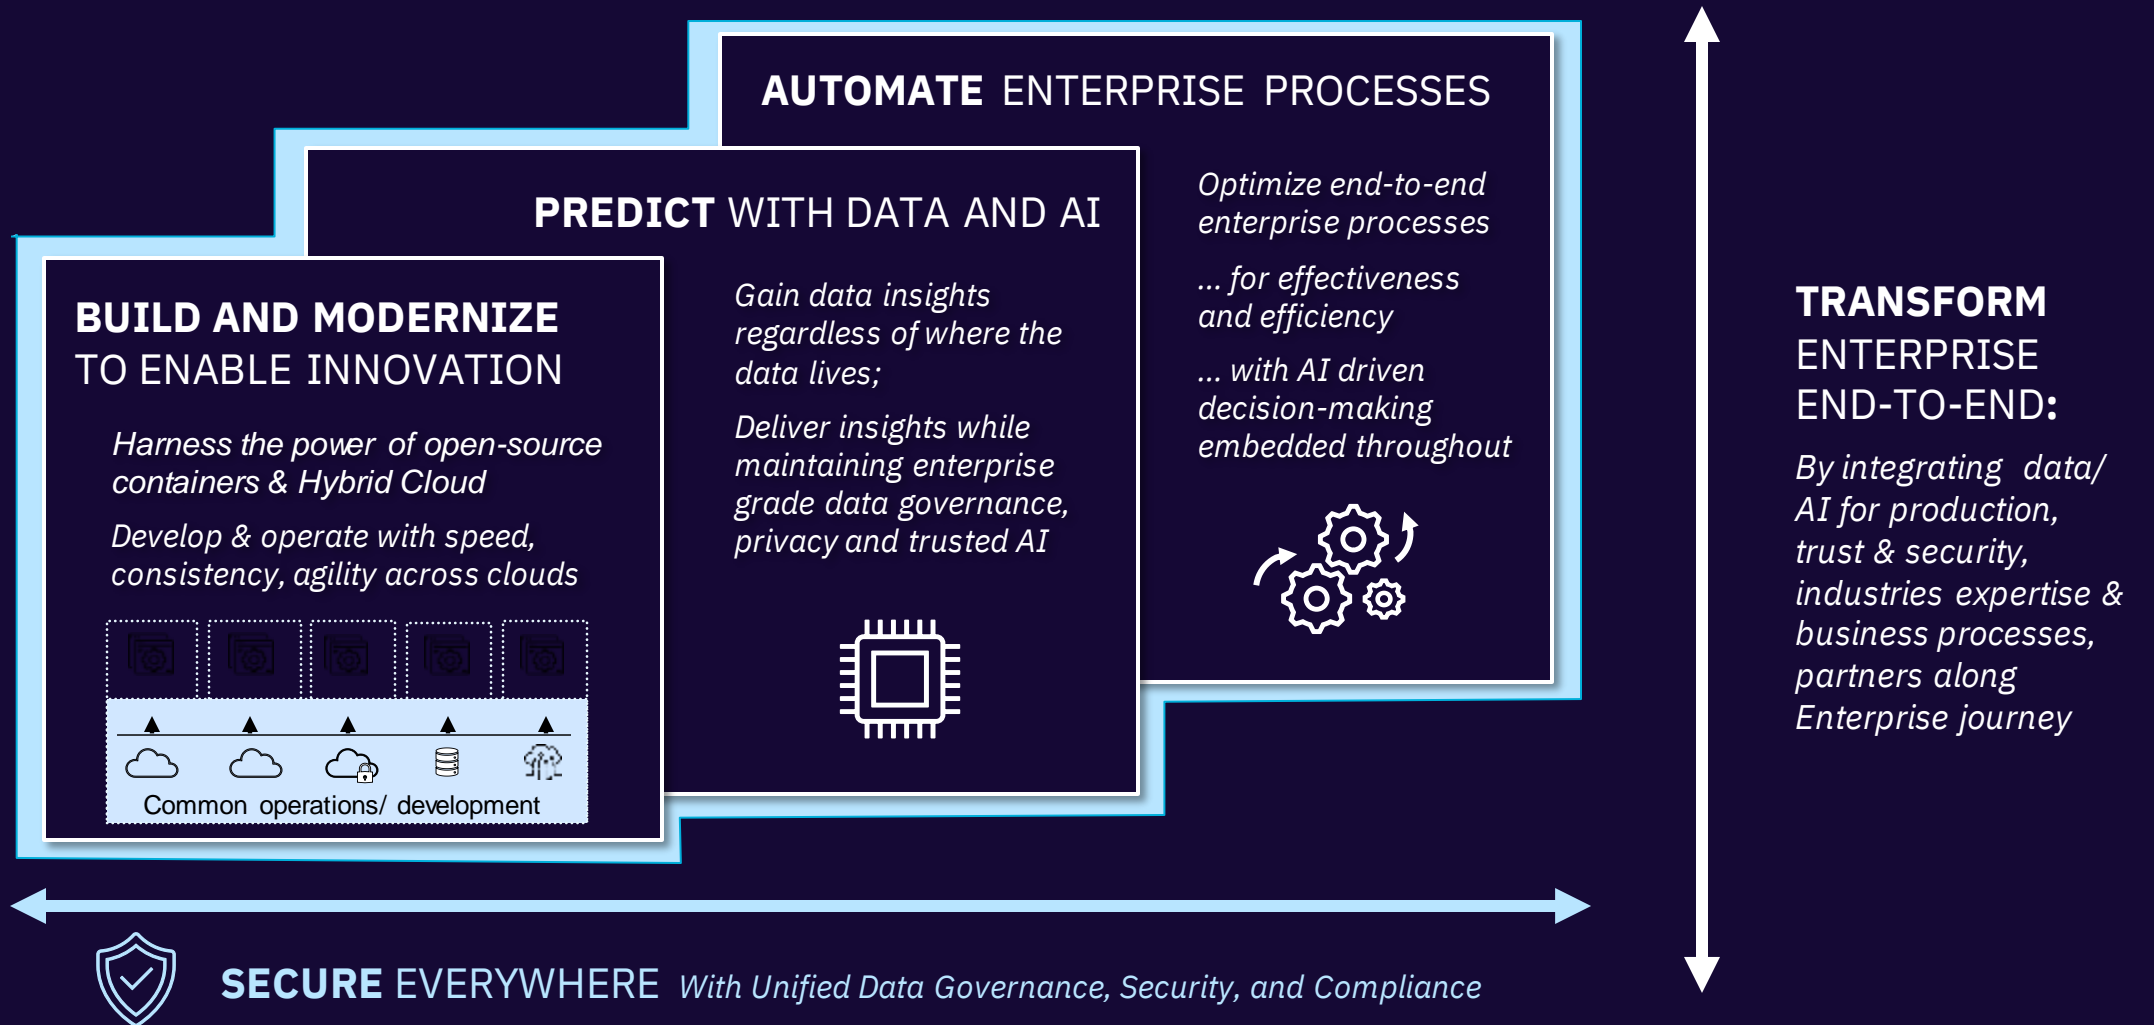 AUTOMATE ENTERPRISE PROCESSES
Optimize end-to-end
enterprise processes
... for effectiveness
and efficiency
... with AI driven
decision-making
embedded throughout
PREDICT WITH DATA AND AI
Gain data insights
regardless of where the
data lives;
Deliver insights while
maintaining enterprise
grade data governance,
privacy and trusted AI
BUILD AND MODERNIZE
TO ENABLE INNOVATION
Harness the power of open-source
containers & Hybrid Cloud
Develop & operate with speed,
consistency, agility across clouds
Common operations/ development
TRANSFORM
ENTERPRISE
END-TO-END:
By integrating data/
AI for production,
trust & security,
industries expertise &
business processes,
partners along
Enterprise journey
SECURE EVERYWHERE With Unified Data Governance, Security, and Compliance